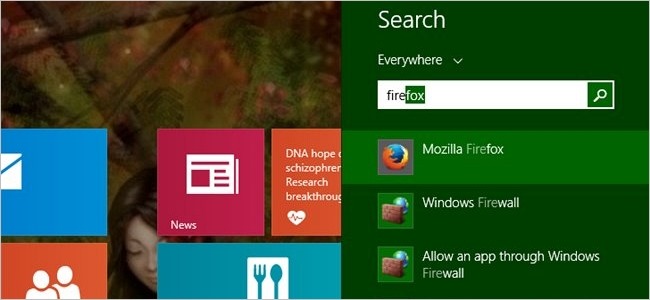 Search
Everywhere
firefox
Mozilla Firefox
Windows Firewall
Allow an app through Windows
Firewall
News
DNA hope
schizophren
Research
breakthroug